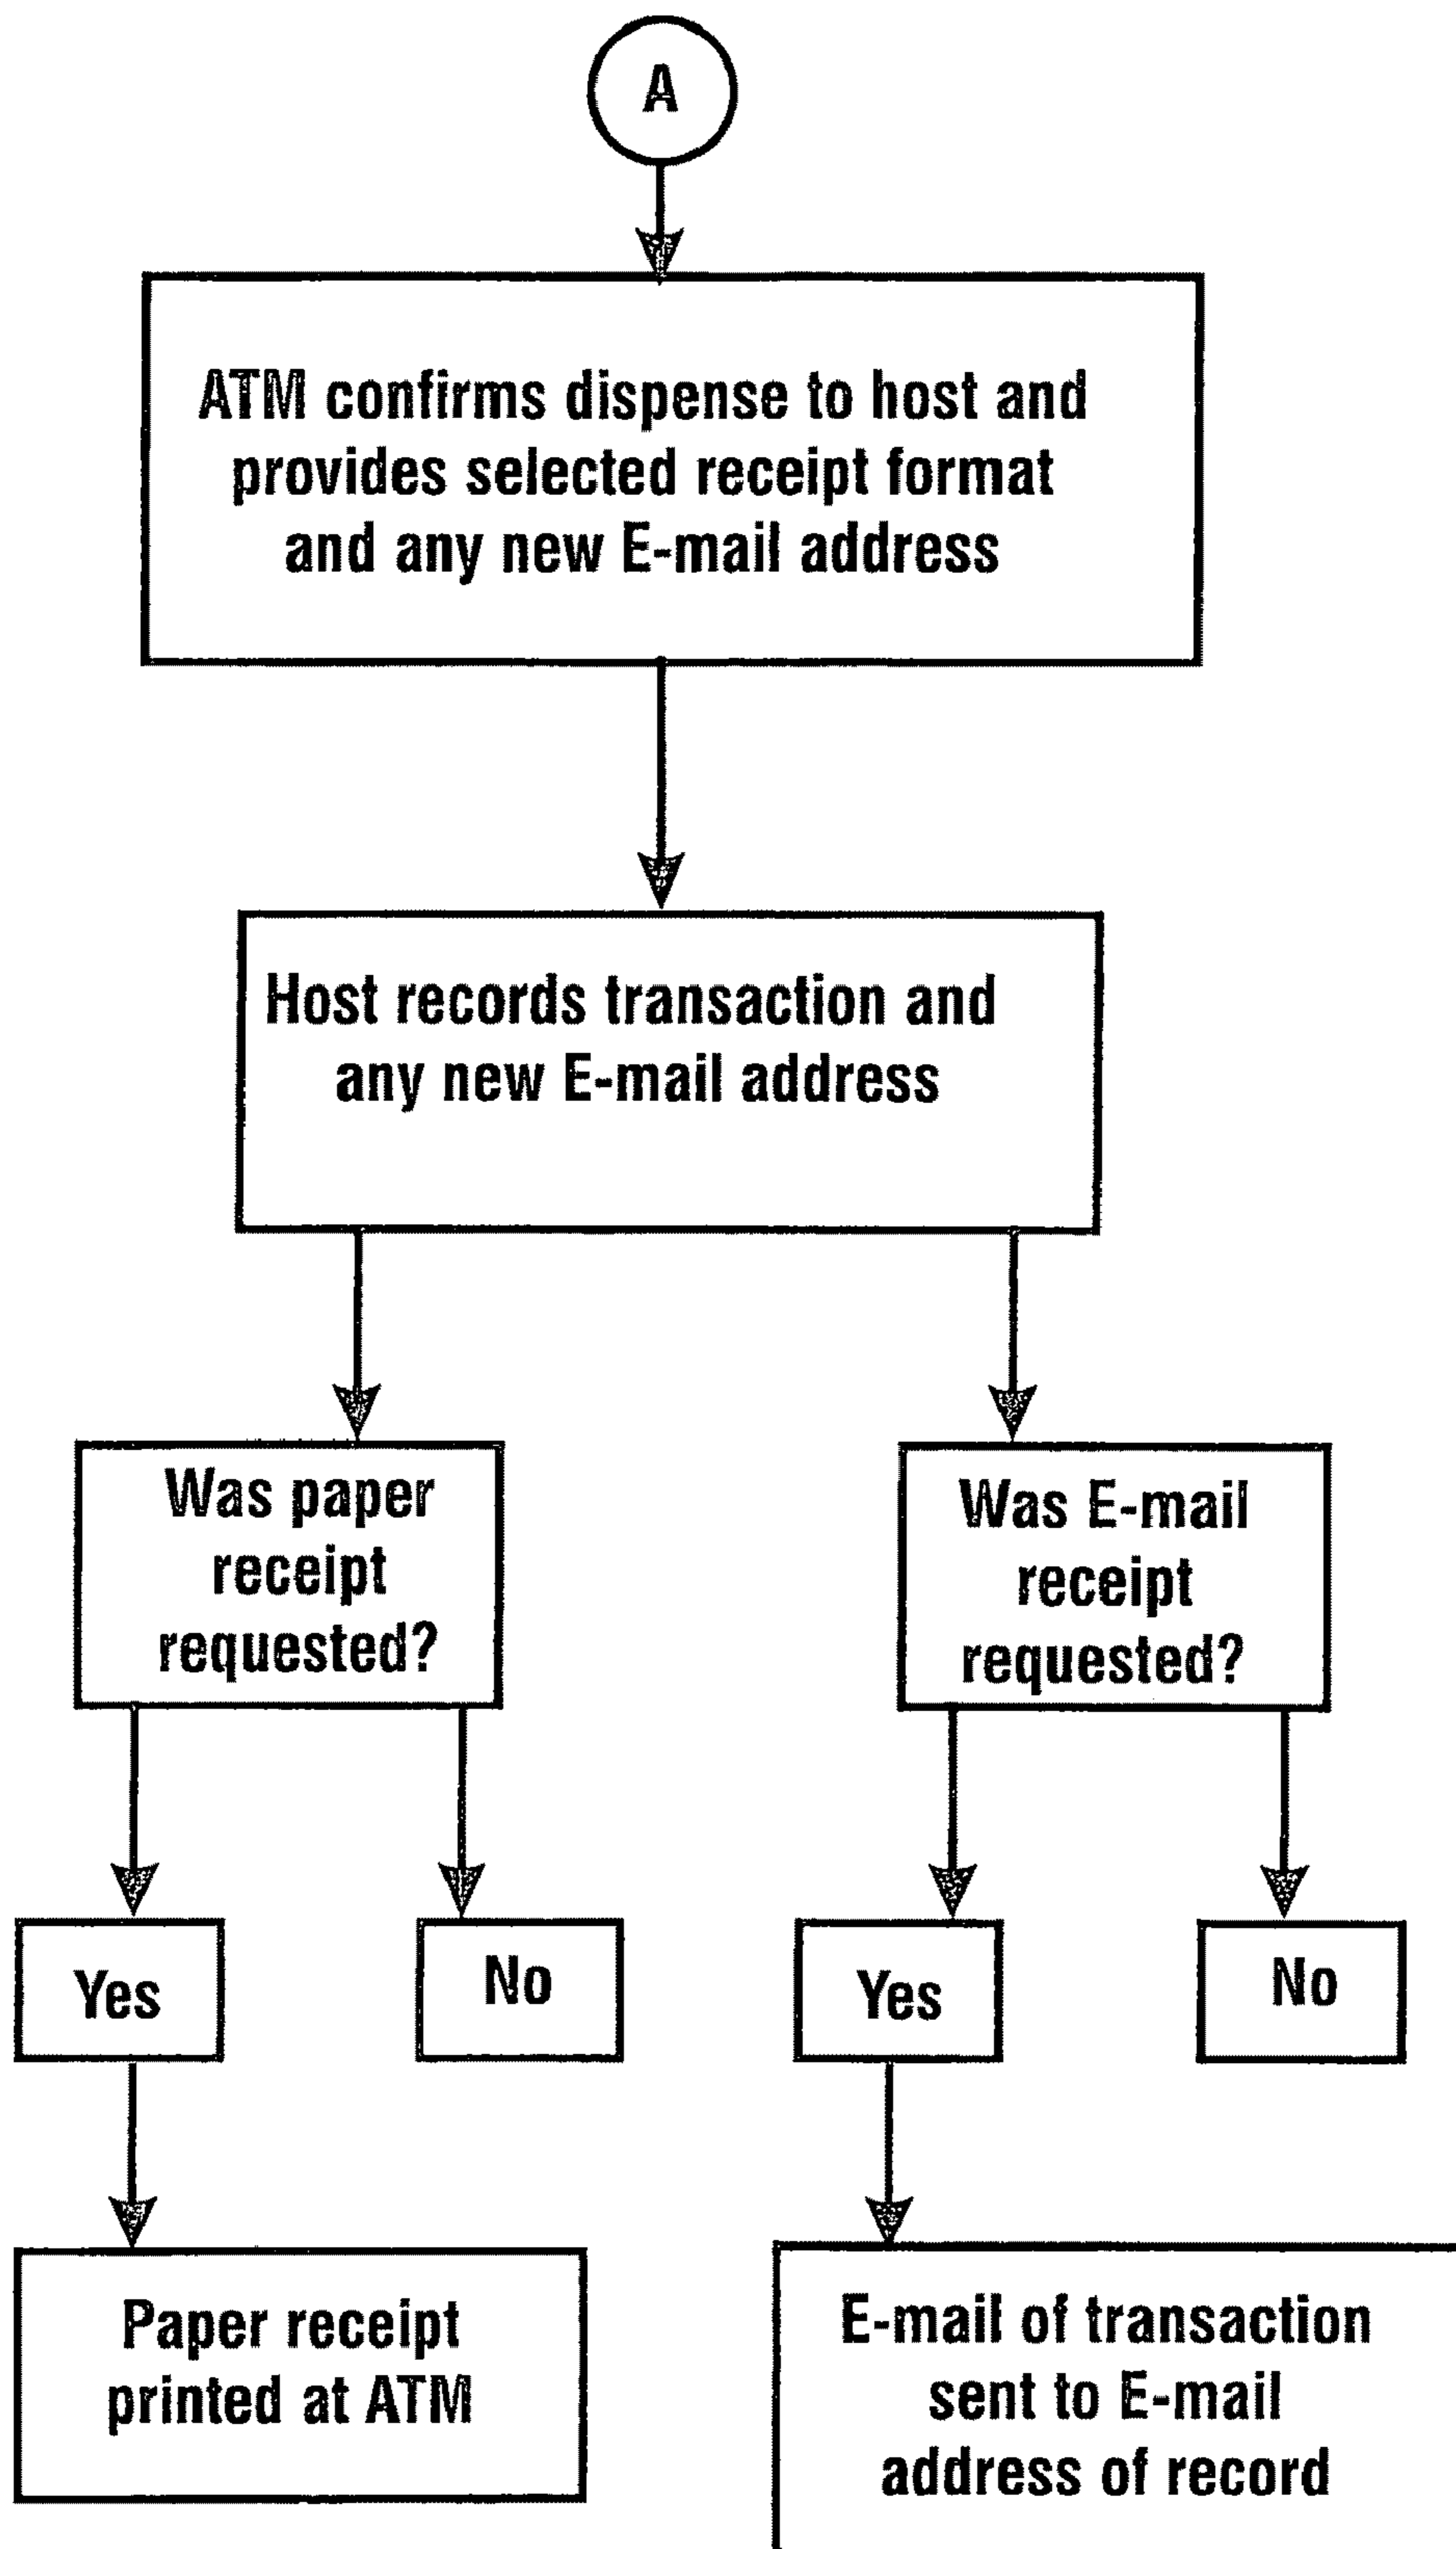 A
ATM confirms dispense to host and
provides selected receipt format
and any new E-mail address
Host records transaction and
any new E-mail address
Was paper
receipt
requested?
Was E-mail
receipt
requested?
Yes
No
Yes
No
Paper receipt
printed at ATM
E-mail of transaction
sent to E-mail
address of record